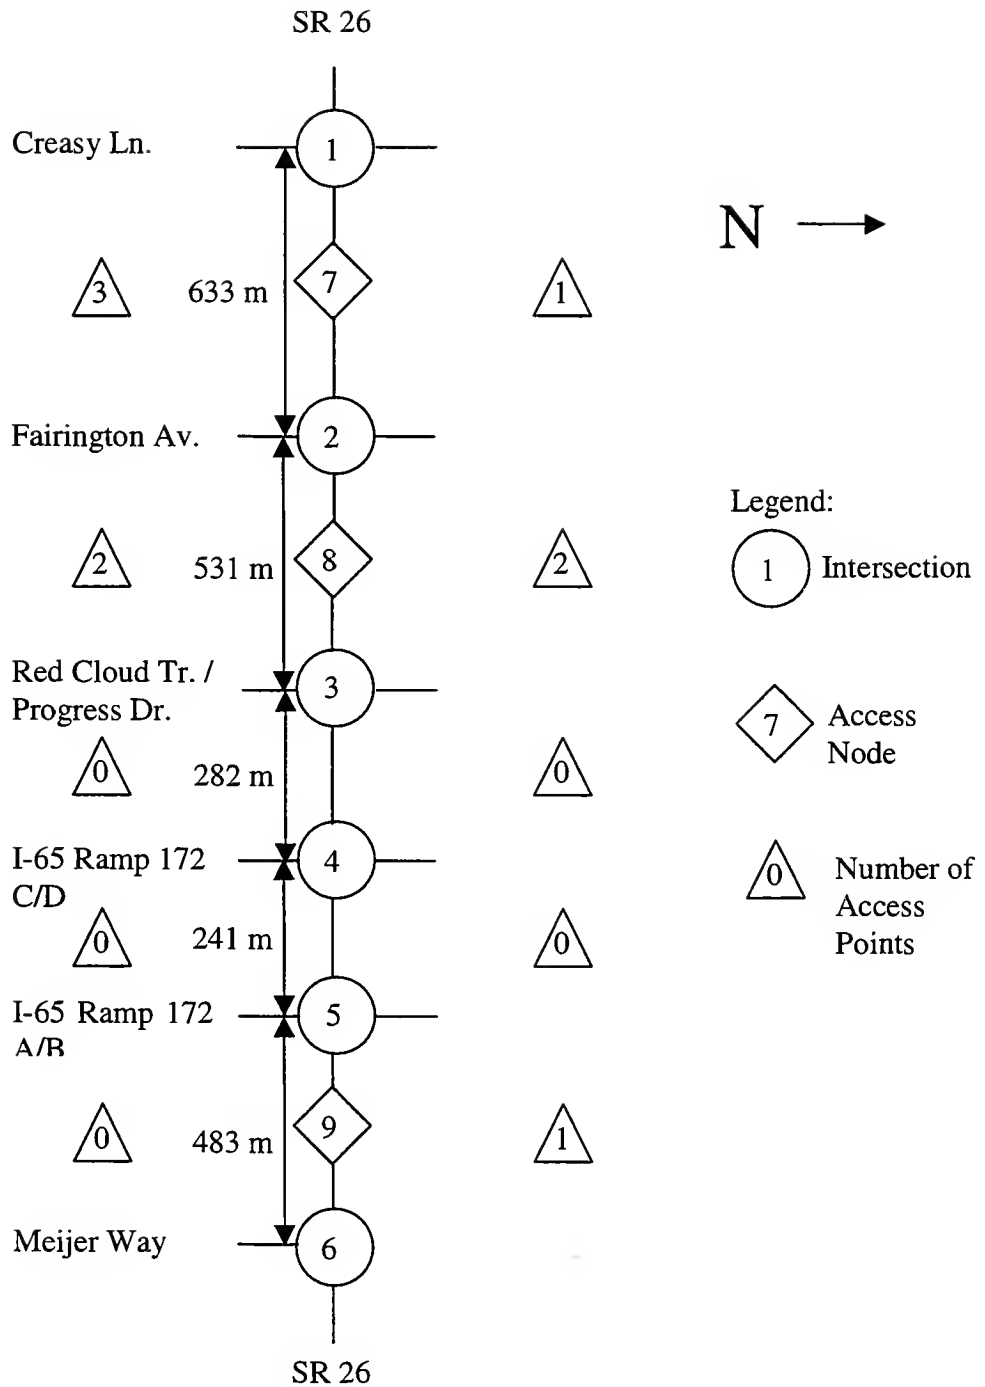 SR 26
Creasy Ln.
1
N
3
633 m
7
1
Fairington Av.
2
Legend:
2
531 m
8
2
1
Intersection
Red Cloud Tr. /
Progress Dr.
3
7
Access
Node
0
282 m
0
I-65 Ramp 172
C/D
4
0
Number of
Access
Points
0
241 m
0
I-65 Ramp 172
A/B
5
0
483 m
9
1
Meijer Way
6
SR 26